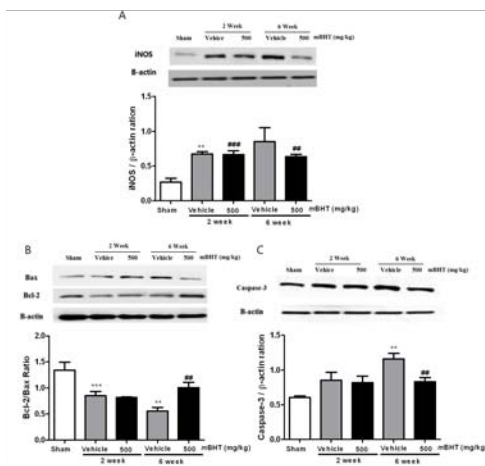 A
2 Week 6 Week
Sham Vehivce 500 Vehicle 500 mBHT (mg/kg)
iNOS
B-actin
iNOS / β-actin ration
1.5
1.0
0.5
0.0
** ### ##
Sham Vehicle 500 Vehicle 500 mBHT (mg/kg)
2 week 6 week
B
2 Week 6 Week
Sham Vehicle 500 Vehicle 500 mBHT (mg/kg)
Bax
Bcl-2
B-actin
Bcl-2/Bax Ratio
2.0
1.5
1.0
0.5
0.0
*** ** ##
Sham Vehicle 500 Vehicle 500 mBHT (mg/kg)
2 week 6 week
C
2 Week 6 Week
Sham Vehicle 500 Vehicle 500 mBHT (mg/kg)
Caspase-3
B-actin
Caspase-3 / β-actin ration
1.5
1.0
0.5
0.0
** ##
Sham Vehicle 500 Vehicle 500 mBHT (mg/kg)
2 week 6 week